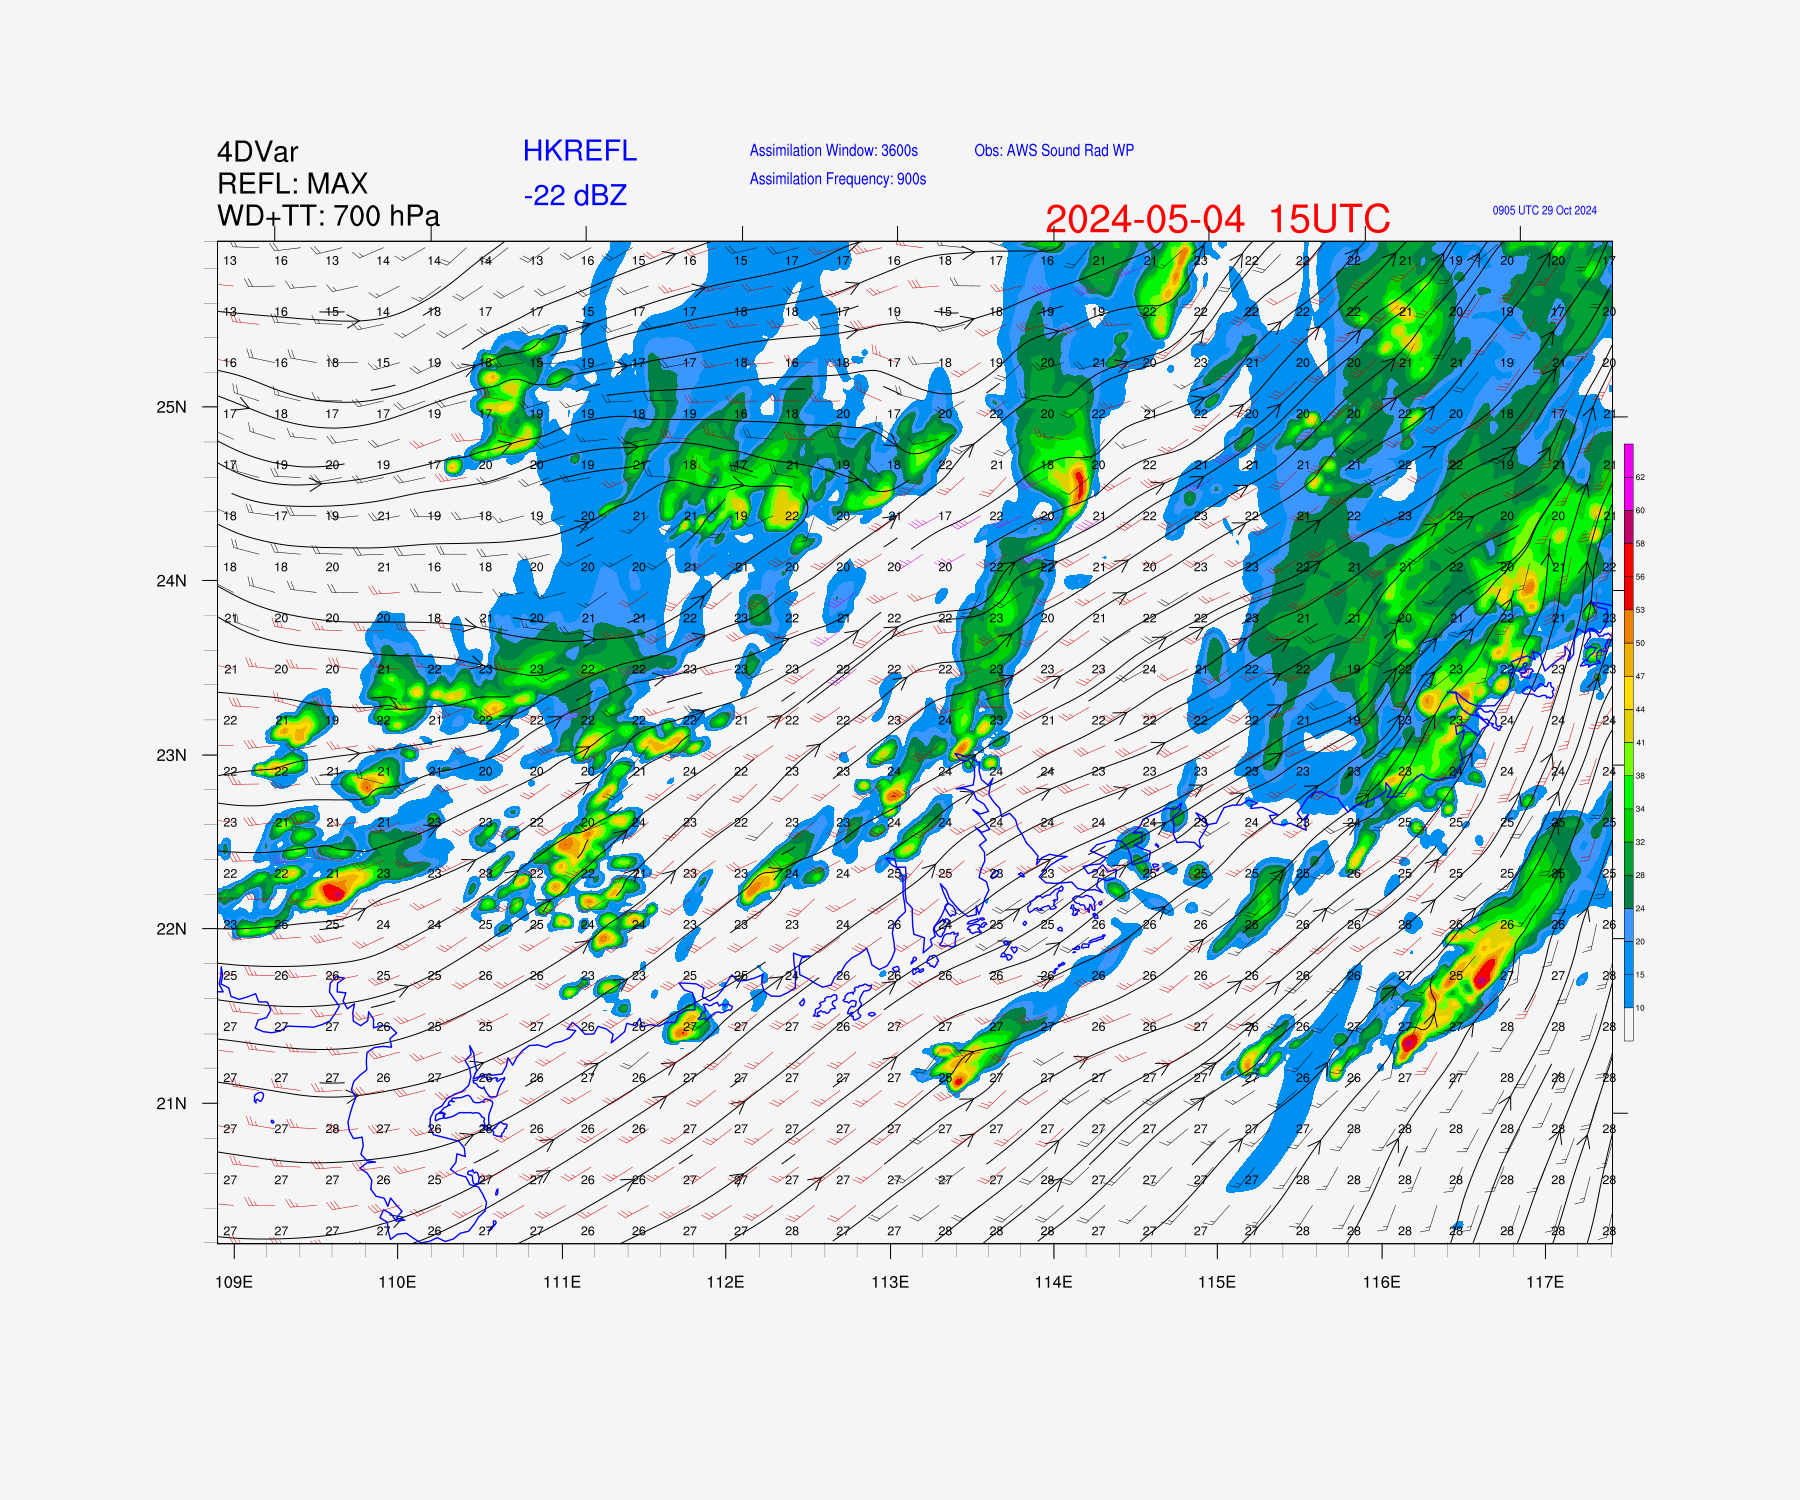 4DVar HKREFL Assimilation Window: 3600s Obs: AWS Sound Rad WP
REFL: MAX -22 dBZ Assimilation Frequency: 900s
WD+TT: 700 hPa 2024-05-04 15UTC 0905 UTC 29 Oct 2024
13 16 13 14 14 14 13 16 15 16 15 17 17 16 18 17 16 21 21 23 22 22 22 21 19 20 20 17
13 16 15 14 18 17 17 15 17 17 18 18 17 19 15 18 19 19 22 22 22 22 22 22 20 19 17 20
16 16 18 15 19 18 15 19 17 17 18 16 16 17 18 19 20 21 20 23 22 20 20 21 21 19 21 20
17 18 17 17 19 17 19 19 18 19 16 18 20 17 20 22 20 22 21 22 20 20 22 22 20 18 17 21
17 19 20 17 19 20 20 19 21 18 17 21 19 18 22 21 18 20 22 22 22 21 21 22 22 21 21 21
18 17 19 21 19 18 19 20 21 20 20 22 20 21 17 22 20 21 22 23 22 21 22 23 22 21 20 21
18 18 20 21 16 18 20 20 20 19 20 20 20 20 20 22 22 21 20 23 22 21 21 22 20 20 21 22
21 20 20 20 18 21 20 21 21 22 23 20 21 22 22 23 22 22 23 23 22 21 22 20 22 21 21 23
21 20 20 21 22 23 23 22 22 22 23 23 22 23 22 23 23 23 24 21 21 21 19 22 23 23 22 23
22 21 19 22 21 22 22 22 22 22 21 22 22 23 24 22 21 22 22 22 22 21 19 23 23 24 24 24
22 22 21 21 21 20 20 22 21 24 22 23 23 24 24 24 24 23 23 23 23 23 23 23 24 24 24 24
23 21 21 21 23 23 22 20 24 23 22 23 23 24 24 24 24 24 24 24 23 24 25 25 25 25 25 25
22 22 21 23 23 23 22 22 21 23 22 24 24 25 25 24 24 24 25 25 25 25 25 25 26 25 25 25
23 25 25 24 24 25 25 24 24 23 23 23 24 26 25 25 25 25 26 26 25 25 26 26 26 26 26 26
25 26 26 25 25 26 26 23 23 25 25 24 26 26 26 26 26 26 26 26 26 26 26 27 25 27 27 28
27 27 27 26 25 25 27 26 26 27 25 26 26 26 26 26 26 26 26 27 27 26 27 27 28 28 28 28
27 27 27 26 27 26 26 27 26 27 27 27 27 27 26 27 27 27 27 27 27 26 26 27 28 28 28 28
27 27 28 27 26 26 26 26 26 26 27 27 27 27 27 27 27 27 27 27 27 27 28 28 28 28 28 28
27 27 27 26 25 27 27 26 26 27 27 27 27 27 27 27 28 27 27 27 27 28 28 28 28 28 28 28
27 27 27 27 26 27 27 26 26 27 27 27 27 28 28 28 28 27 27 27 27 28 28 28 28 28 28 28
25N
24N
23N
22N
21N
109E 110E 111E 112E 113E 114E 115E 116E 117E
62
60
58
56
53
50
47
44
41
38
34
32
28
24
20
15
10